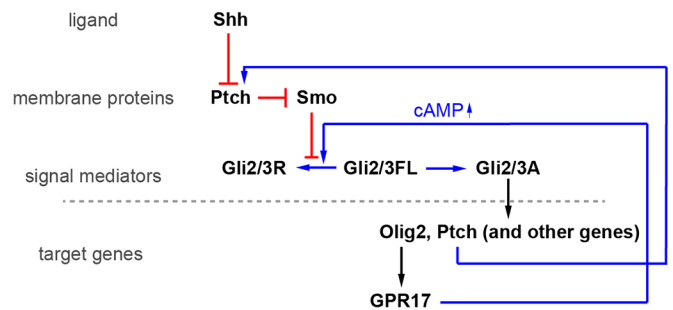 ligand Shh
membrane proteins Ptch Smo
cAMP
signal mediators Gli2/3R Gli2/3FL Gli2/3A
Olig2, Ptch (and other genes)
target genes
GPR17